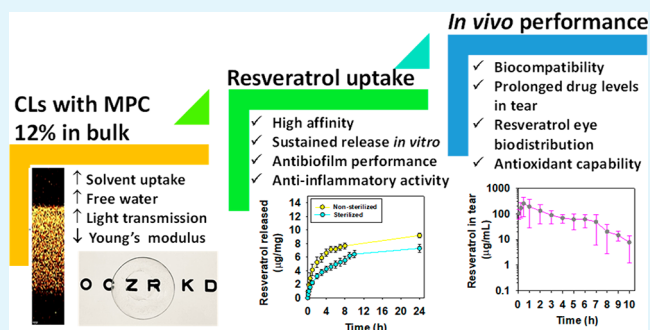 In vivo performance
✓ Biocompatibility
✓ Prolonged drug levels
in tear
✓ Resveratrol eye
biodistribution
✓ Antioxidant capability
Resveratrol uptake
✓ High affinity
✓ Sustained release in vitro
✓ Antibiofilm performance
✓ Anti-inflammatory activity
CLs with MPC
12% in bulk
↑ Solvent uptake
↑ Free water
↑ Light transmission
↓ Young's modulus
O C Z R K D
Resveratrol released
(µg/mg)
14
12
10
8
6
4
2
0
Non-sterilized
Sterilized
0 4 8 12 16 20 24
Time (h)
Resveratrol in tear
(µg/mL)
1000
100
10
1
0.1
0 1 2 3 4 5 6 7 8 9 10
Time (h)